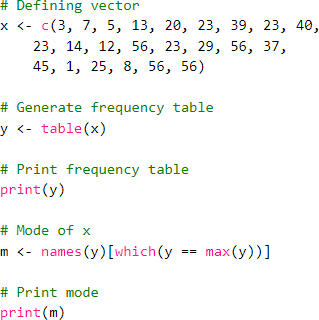 # Defining vector
x <- c(3, 7, 5, 13, 20, 23, 39, 23, 40,
23, 14, 12, 56, 23, 29, 56, 37,
45, 1, 25, 8, 56, 56)
# Generate frequency table
y <- table(x)
# Print frequency table
print(y)
# Mode of x
m <- names(y)[which(y == max(y))]
# Print mode
print(m)